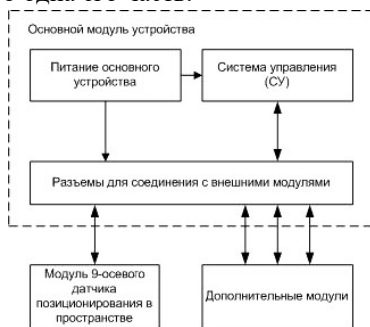 Основной модуль устройства
Питание основного
устройства
Система управления
(СУ)
Разъемы для соединения с внешними модулями
Модуль 9-осевого
датчика
позиционирования в
пространстве
Дополнительные модули